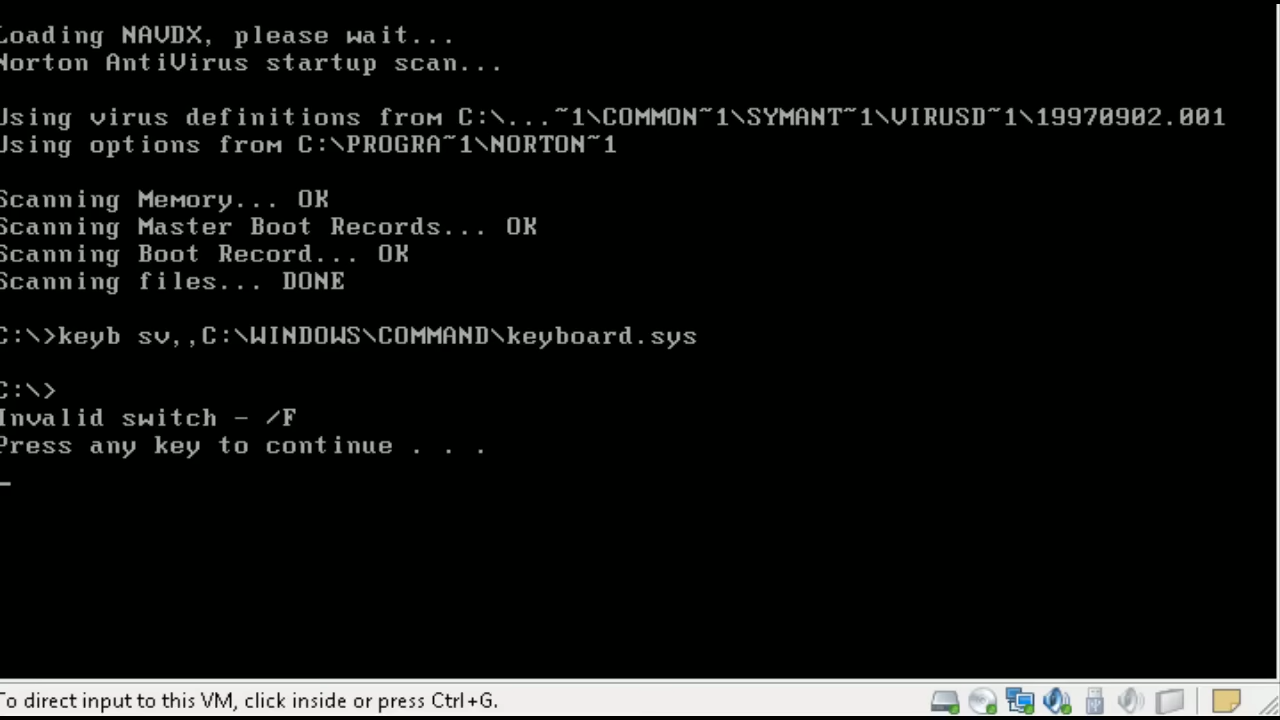 Loading NAVDX, please wait...
Norton AntiVirus startup scan...
Using virus definitions from C:\...~1\COMMON~1\SYMANT~1\VIRUSD~1\19970902.001
Using options from C:\PROGRA~1\NORTON~1
Scanning Memory... OK
Scanning Master Boot Records... OK
Scanning Boot Record... OK
Scanning files... DONE
C:\>keyb sv,,C:\WINDOWS\COMMAND\keyboard.sys
C:\>
Invalid switch - /F
Press any key to continue . . .
To direct input to this VM, click inside or press Ctrl+G.